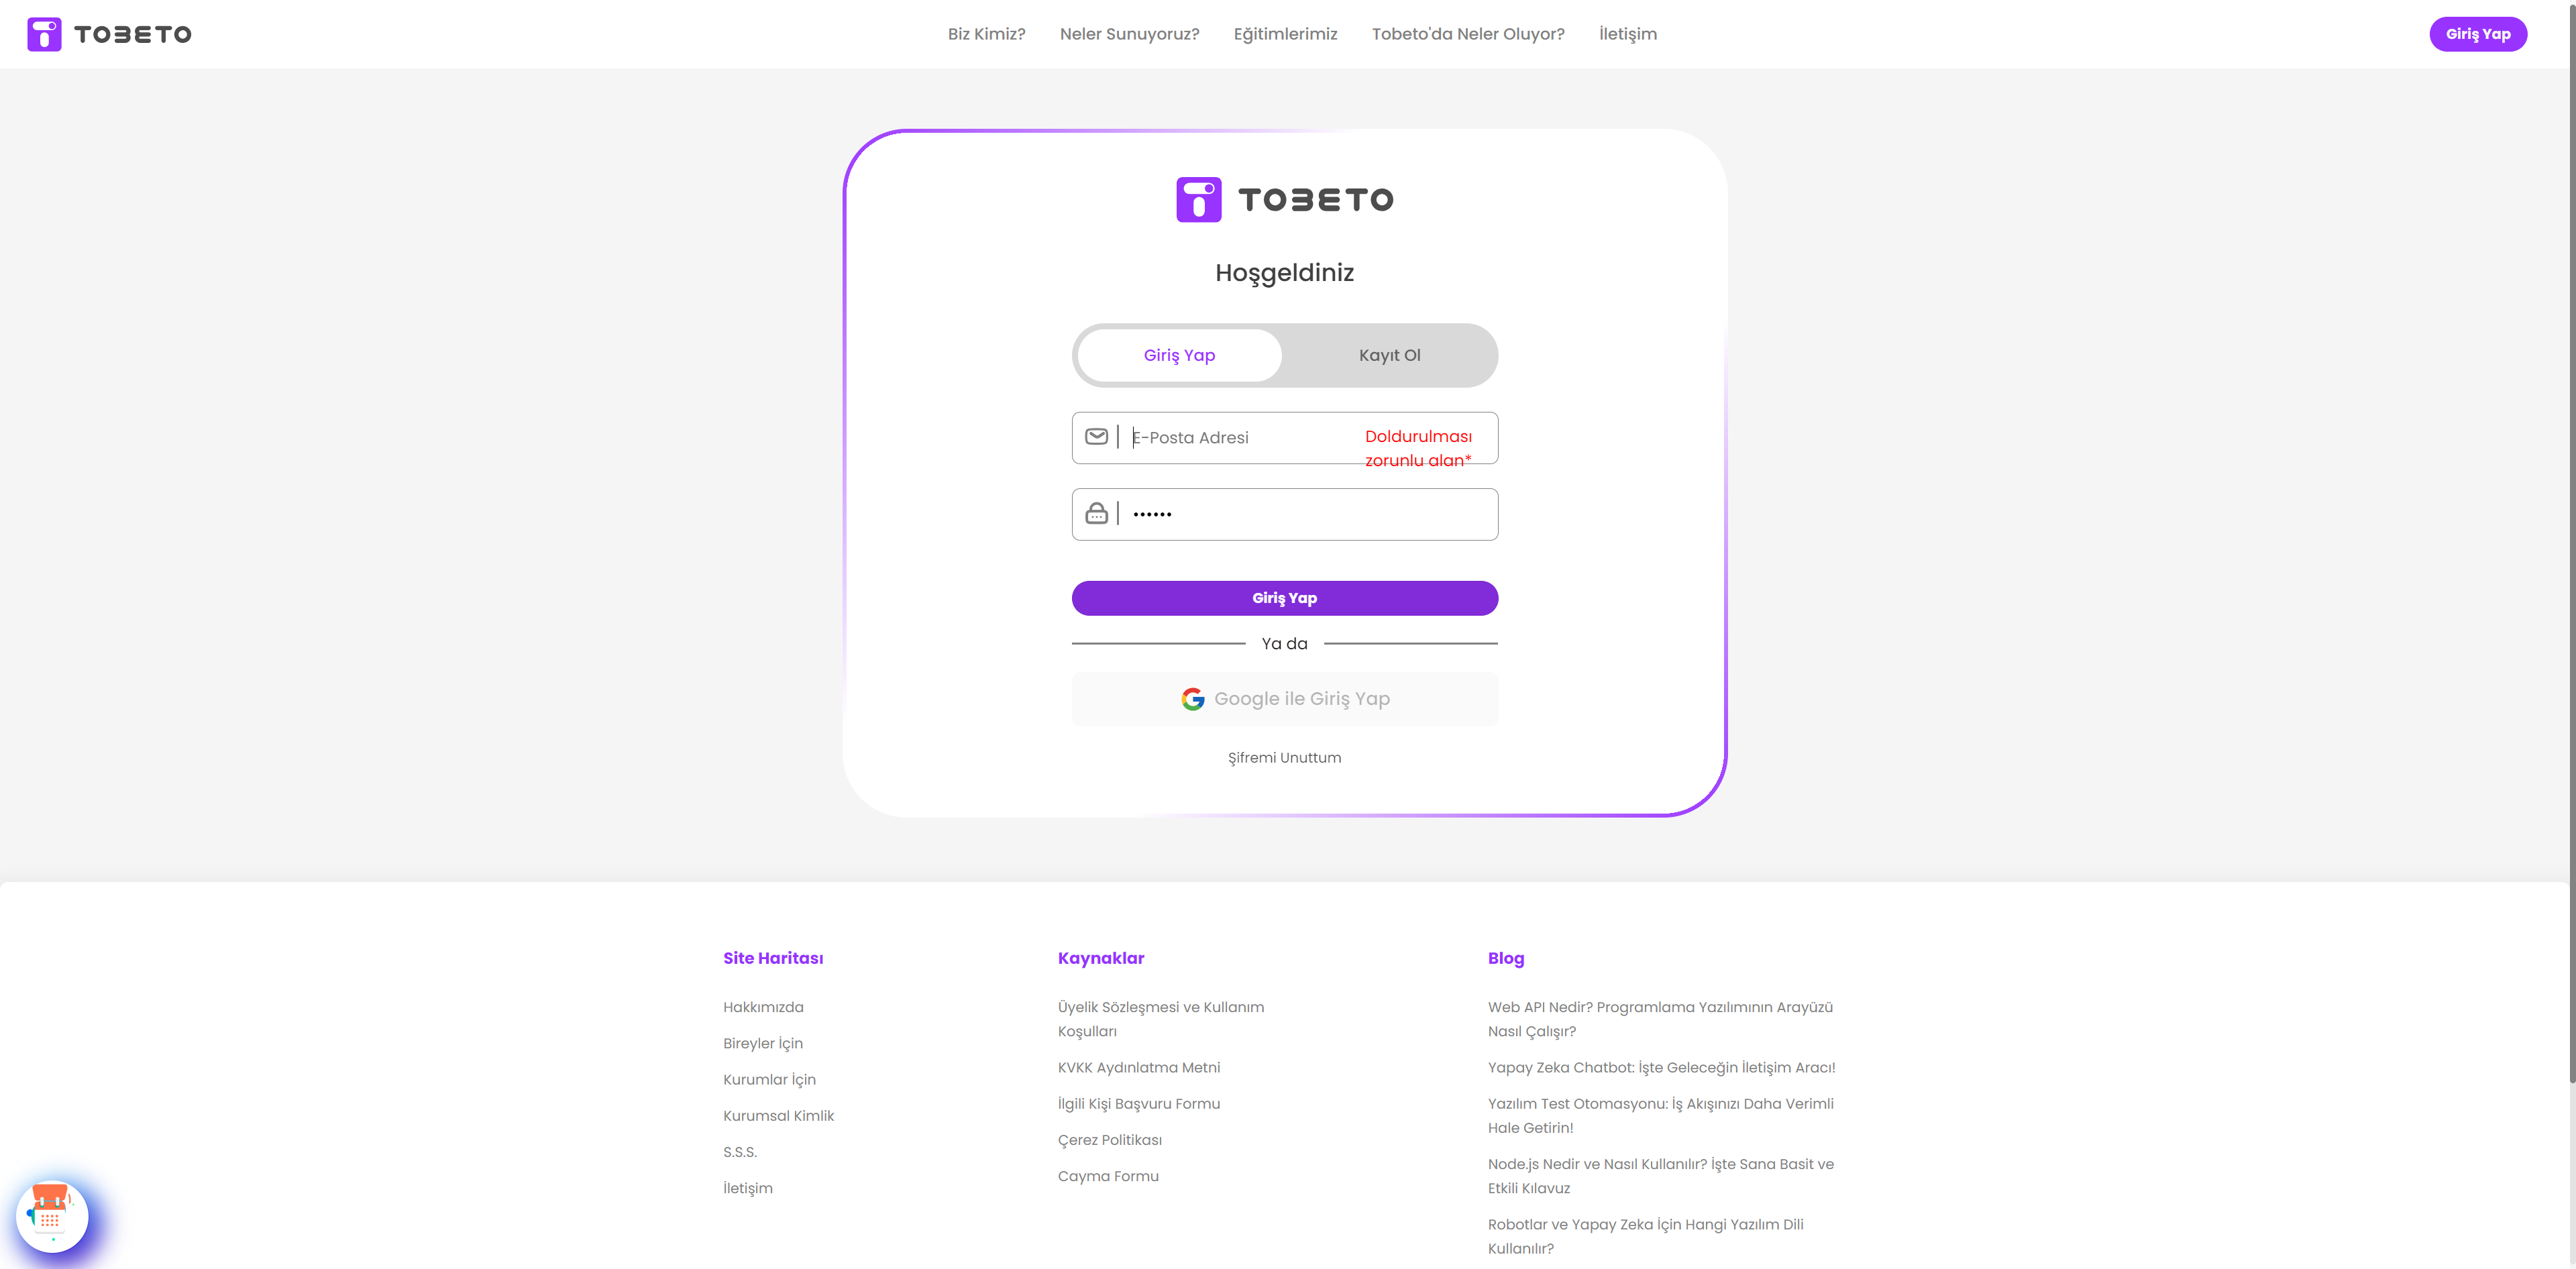 TOBETO
Biz Kimiz?
Neler Sunuyoruz?
Eğitimlerimiz
Tobeto'da Neler Oluyor?
İletişim
Giriş Yap
TOBETO
Hoşgeldiniz
Giriş Yap
Kayıt Ol
E-Posta Adresi
Doldurulması
zorunlu alan*
••••••
Giriş Yap
Ya da
Google ile Giriş Yap
Şifremi Unuttum
Site Haritası
Hakkımızda
Bireyler İçin
Kurumlar İçin
Kurumsal Kimlik
S.S.S.
İletişim
Kaynaklar
Üyelik Sözleşmesi ve Kullanım
Koşulları
KVKK Aydınlatma Metni
İlgili Kişi Başvuru Formu
Çerez Politikası
Cayma Formu
Blog
Web API Nedir? Programlama Yazılımının Arayüzü
Nasıl Çalışır?
Yapay Zeka Chatbot: İşte Geleceğin İletişim Aracı!
Yazılım Test Otomasyonu: İş Akışınızı Daha Verimli
Hale Getirin!
Node.js Nedir ve Nasıl Kullanılır? İşte Sana Basit ve
Etkili Kılavuz
Robotlar ve Yapay Zeka İçin Hangi Yazılım Dili
Kullanılır?